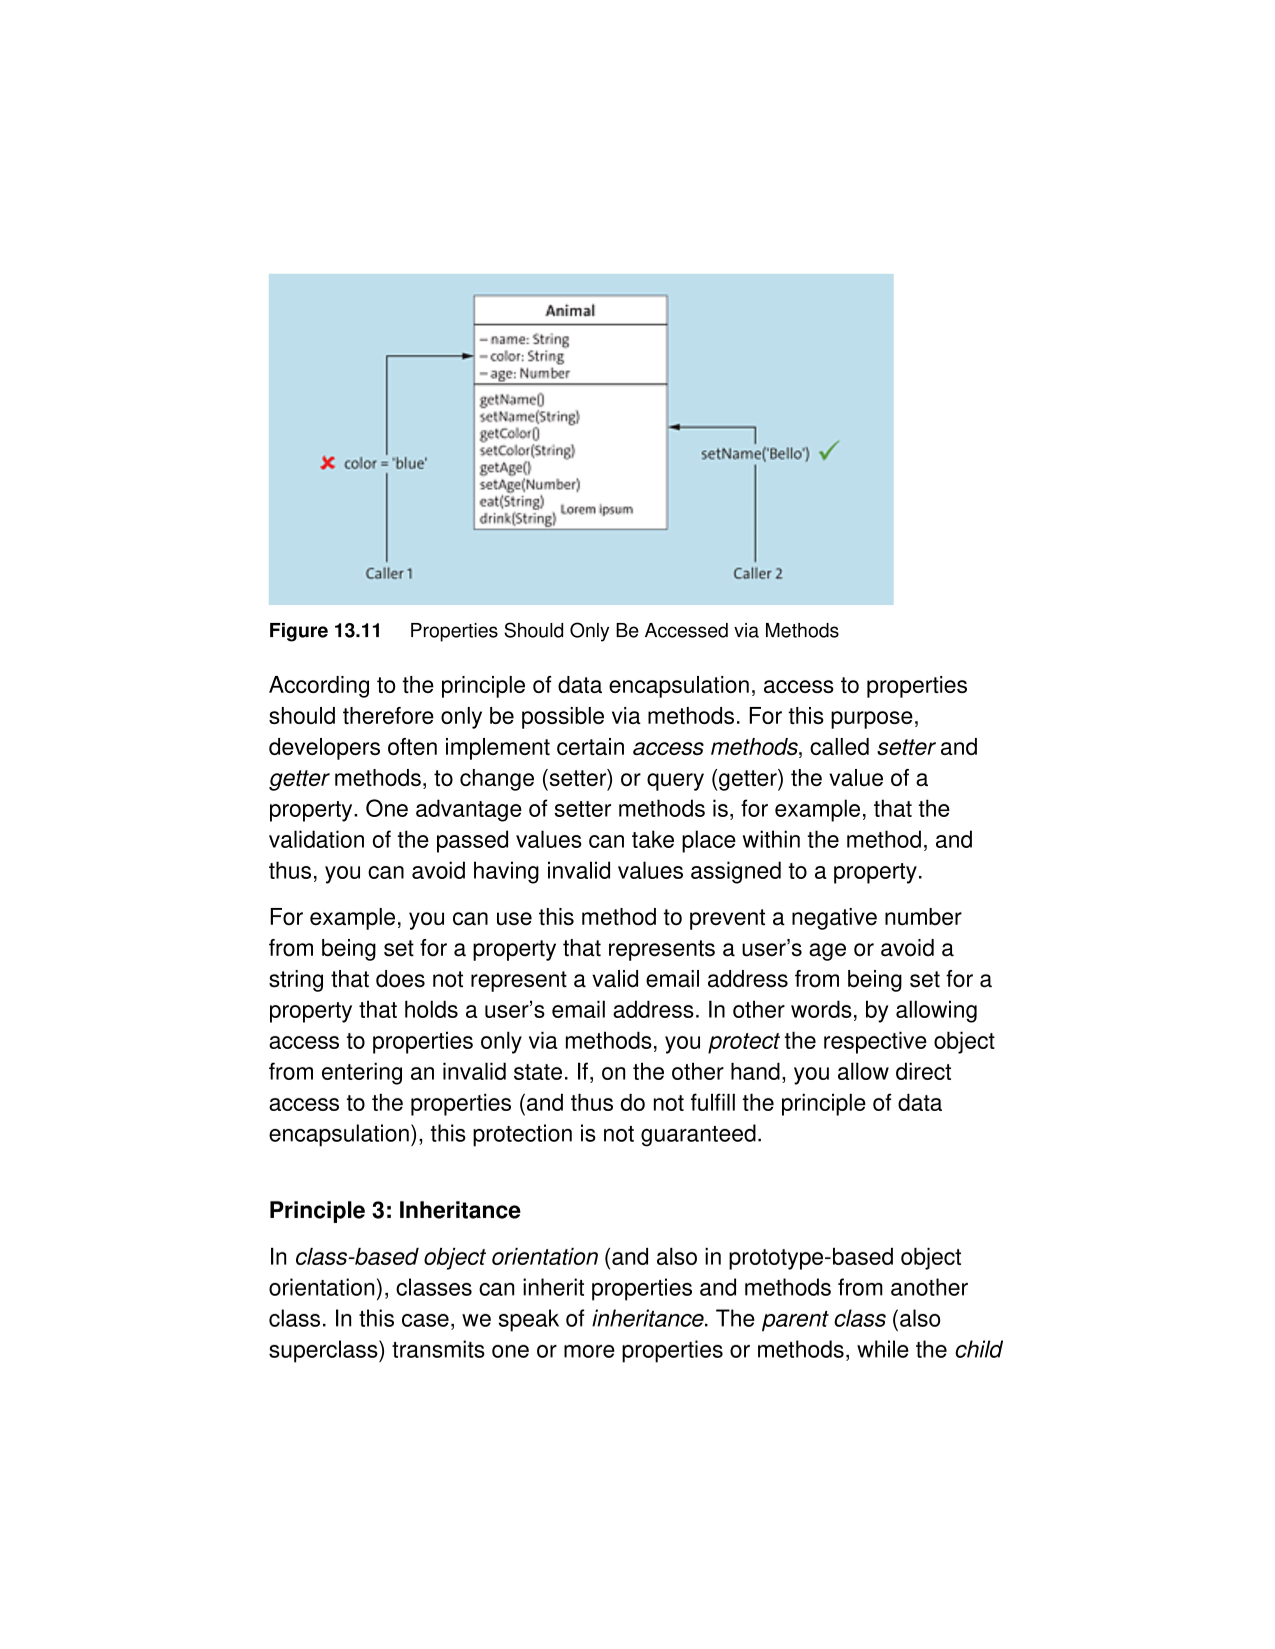 Animal
– name: String
– color: String
– age: Number
getName()
setName(String)
getColor()
setColor(String)
getAge()
setAge(Number)
eat(String)
drink(String)
Lorem ipsum
color = 'blue'
setName('Bello')
Caller 1
Caller 2
Figure 13.11 Properties Should Only Be Accessed via Methods
According to the principle of data encapsulation, access to properties
should therefore only be possible via methods. For this purpose,
developers often implement certain access methods, called setter and
getter methods, to change (setter) or query (getter) the value of a
property. One advantage of setter methods is, for example, that the
validation of the passed values can take place within the method, and
thus, you can avoid having invalid values assigned to a property.
For example, you can use this method to prevent a negative number
from being set for a property that represents a user’s age or avoid a
string that does not represent a valid email address from being set for a
property that holds a user’s email address. In other words, by allowing
access to properties only via methods, you protect the respective object
from entering an invalid state. If, on the other hand, you allow direct
access to the properties (and thus do not fulfill the principle of data
encapsulation), this protection is not guaranteed.
Principle 3: Inheritance
In class-based object orientation (and also in prototype-based object
orientation), classes can inherit properties and methods from another
class. In this case, we speak of inheritance. The parent class (also
superclass) transmits one or more properties or methods, while the child